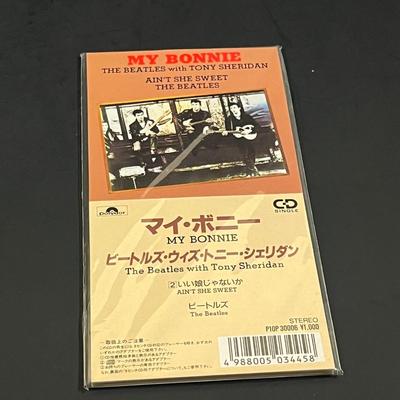 MY BONNIE
THE BEATLES with TONY SHERIDAN
AIN'T SHE SWEET
THE BEATLES
Polydor
CD
SINGLE
マイ・ボニー
MY BONNIE
ビートルズ・ウィズ・トニー・シェリダン
The Beatles with Tony Sheridan
2 いい娘じゃないか
AIN'T SHE SWEET
ビートルズ
The Beatles
STEREO
P10P 30006 ¥1,000
4988005034458